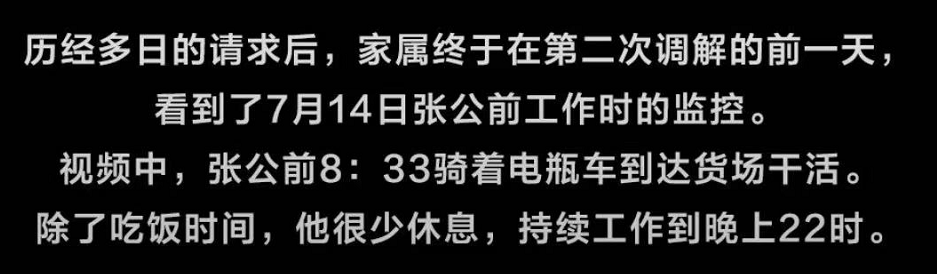 历经多日的请求后，家属终于在第二次调解的前一天，
看到了7月14日张公前工作时的监控。
视频中，张公前8：33骑着电瓶车到达货场干活。
除了吃饭时间，他很少休息，持续工作到晚上22时。